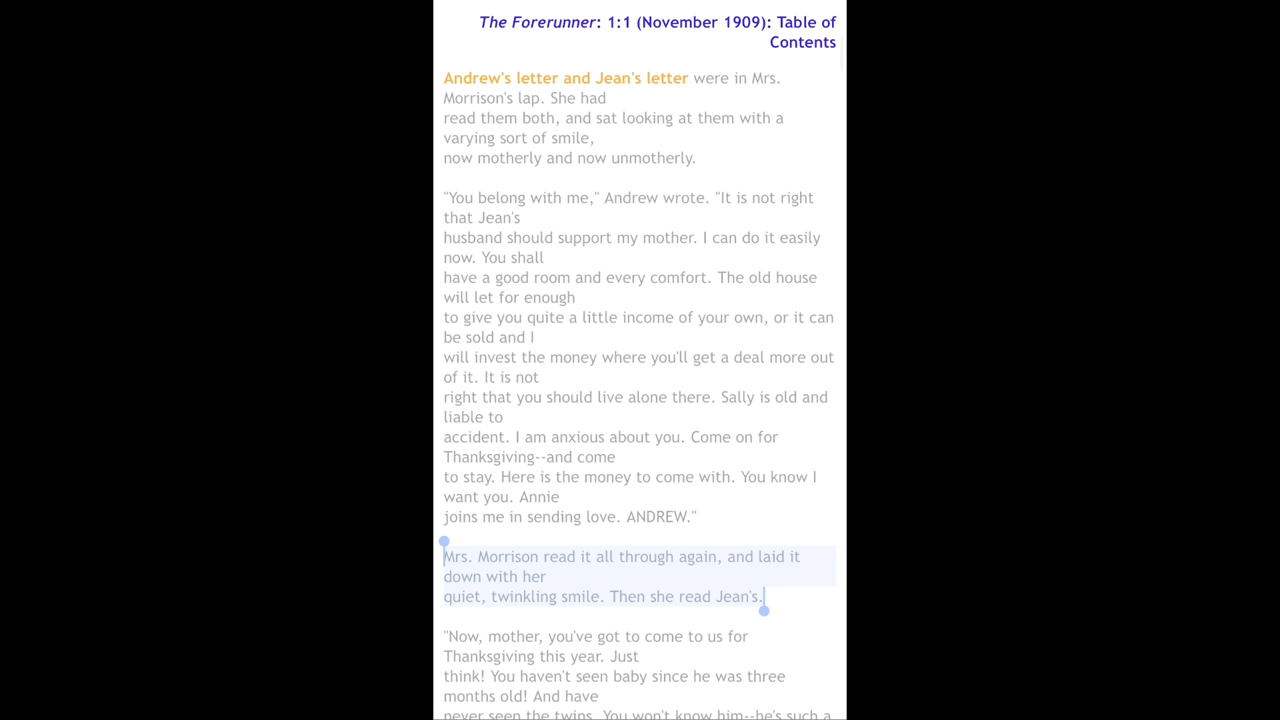 The Forerunner: 1:1 (November 1909): Table of
Contents
Andrew's letter and Jean's letter were in Mrs.
Morrison's lap. She had
read them both, and sat looking at them with a
varying sort of smile,
now motherly and now unmotherly.
"You belong with me," Andrew wrote. "It is not right
that Jean's
husband should support my mother. I can do it easily
now. You shall
have a good room and every comfort. The old house
will let for enough
to give you quite a little income of your own, or it can
be sold and I
will invest the money where you'll get a deal more out
of it. It is not
right that you should live alone there. Sally is old and
liable to
accident. I am anxious about you. Come on for
Thanksgiving--and come
to stay. Here is the money to come with. You know I
want you. Annie
joins me in sending love. ANDREW."
Mrs. Morrison read it all through again, and laid it
down with her
quiet, twinkling smile. Then she read Jean's.
"Now, mother, you've got to come to us for
Thanksgiving this year. Just
think! You haven't seen baby since he was three
months old! And have
never seen the twins. You won't know him--he's such a